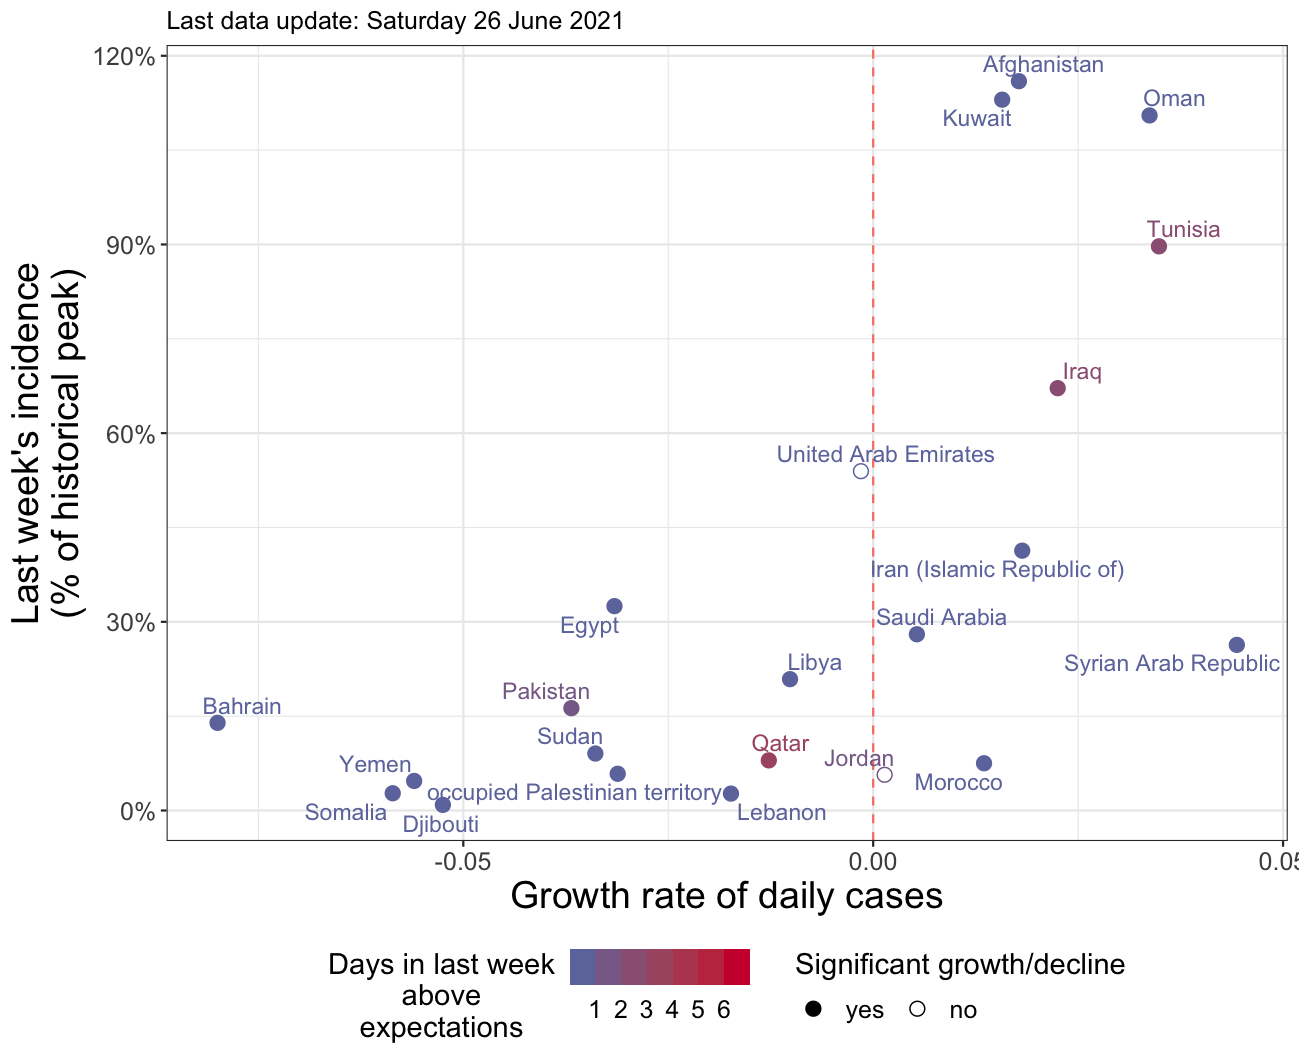 Last data update: Saturday 26 June 2021
120%
90%
60%
30%
0%
Last week's incidence
(% of historical peak)
Afghanistan
Kuwait
Oman
Tunisia
Iraq
United Arab Emirates
Iran (Islamic Republic of)
Saudi Arabia
Syrian Arab Republic
Egypt
Libya
Pakistan
Bahrain
Sudan
Qatar
Jordan
Yemen
Morocco
occupied Palestinian territory
Somalia
Lebanon
Djibouti
-0.05
0.00
0.05
Growth rate of daily cases
Days in last week
above
expectations
1 2 3 4 5 6
Significant growth/decline
yes
no